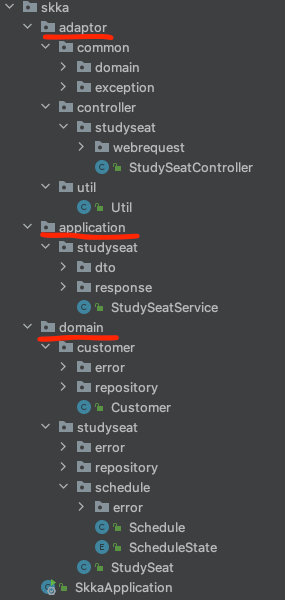 skka
adaptor
common
domain
exception
controller
studyseat
webrequest
StudySeatController
util
Util
application
studyseat
dto
response
StudySeatService
domain
customer
error
repository
Customer
studyseat
error
repository
schedule
error
Schedule
ScheduleState
StudySeat
SkkaApplication